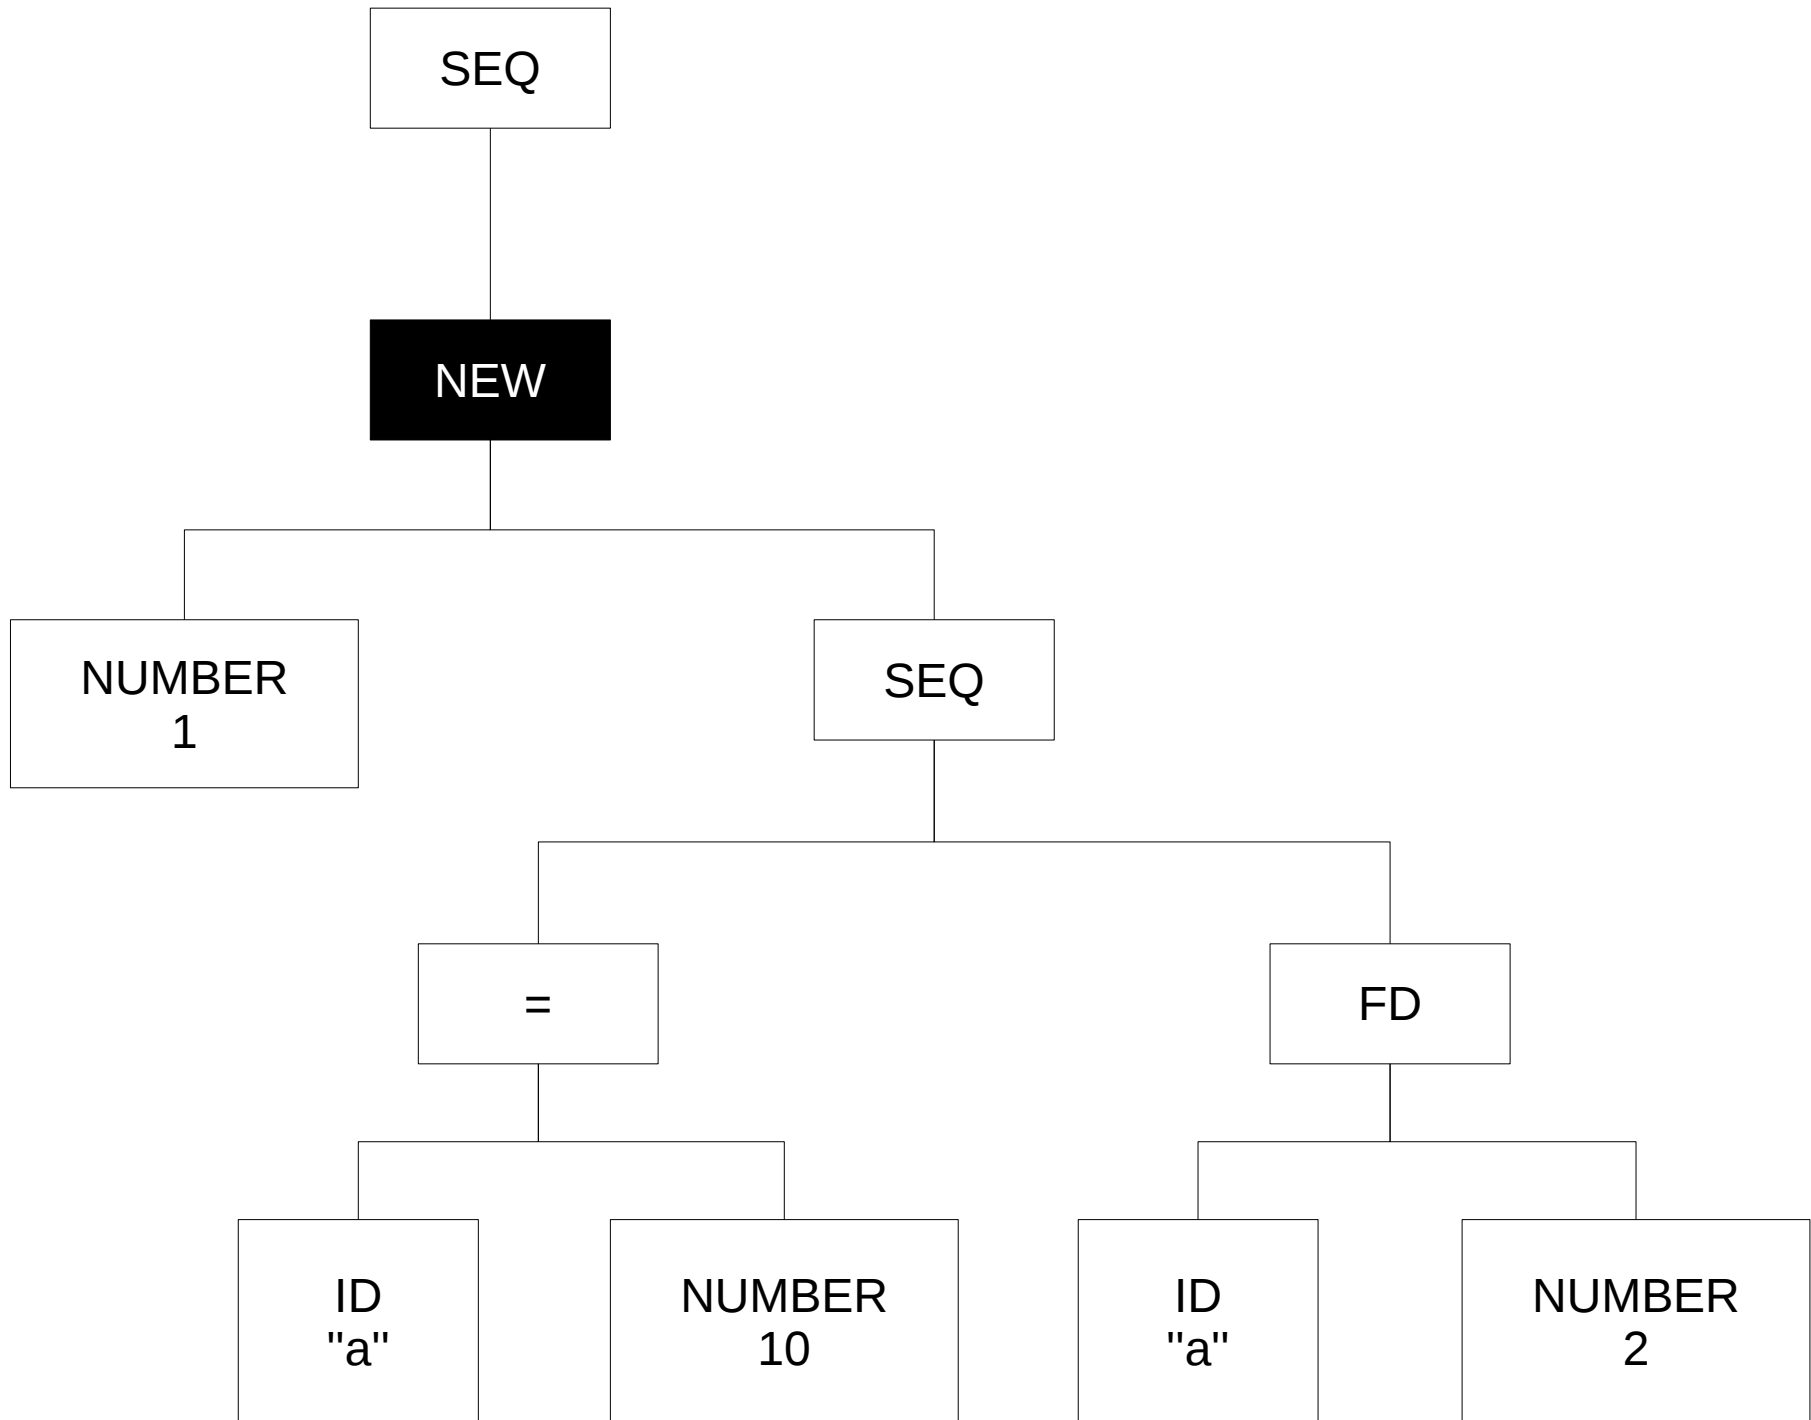 SEQ
NEW
NUMBER
1
SEQ
=
FD
ID
"a"
NUMBER
10
ID
"a"
NUMBER
2